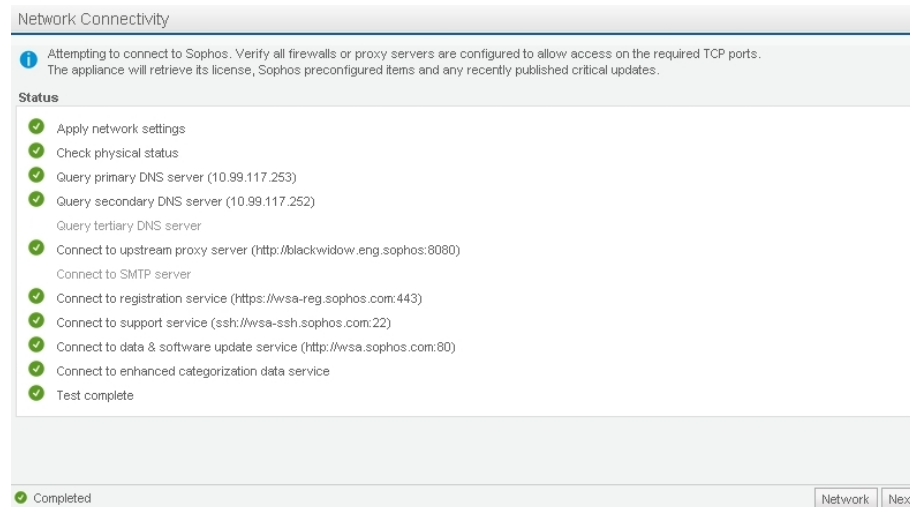 Network Connectivity
Attempting to connect to Sophos. Verify all firewalls or proxy servers are configured to allow access on the required TCP ports.
The appliance will retrieve its license, Sophos preconfigured items and any recently published critical updates.
Status
Apply network settings
Check physical status
Query primary DNS server (10.99.117.253)
Query secondary DNS server (10.99.117.252)
Query tertiary DNS server
Connect to upstream proxy server (http://blackwidow.eng.sophos:8080)
Connect to SMTP server
Connect to registration service (https://wsa-reg.sophos.com:443)
Connect to support service (ssh://wsa-ssh.sophos.com:22)
Connect to data & software update service (http://wsa.sophos.com:80)
Connect to enhanced categorization data service
Test complete
Completed
Network
Nex